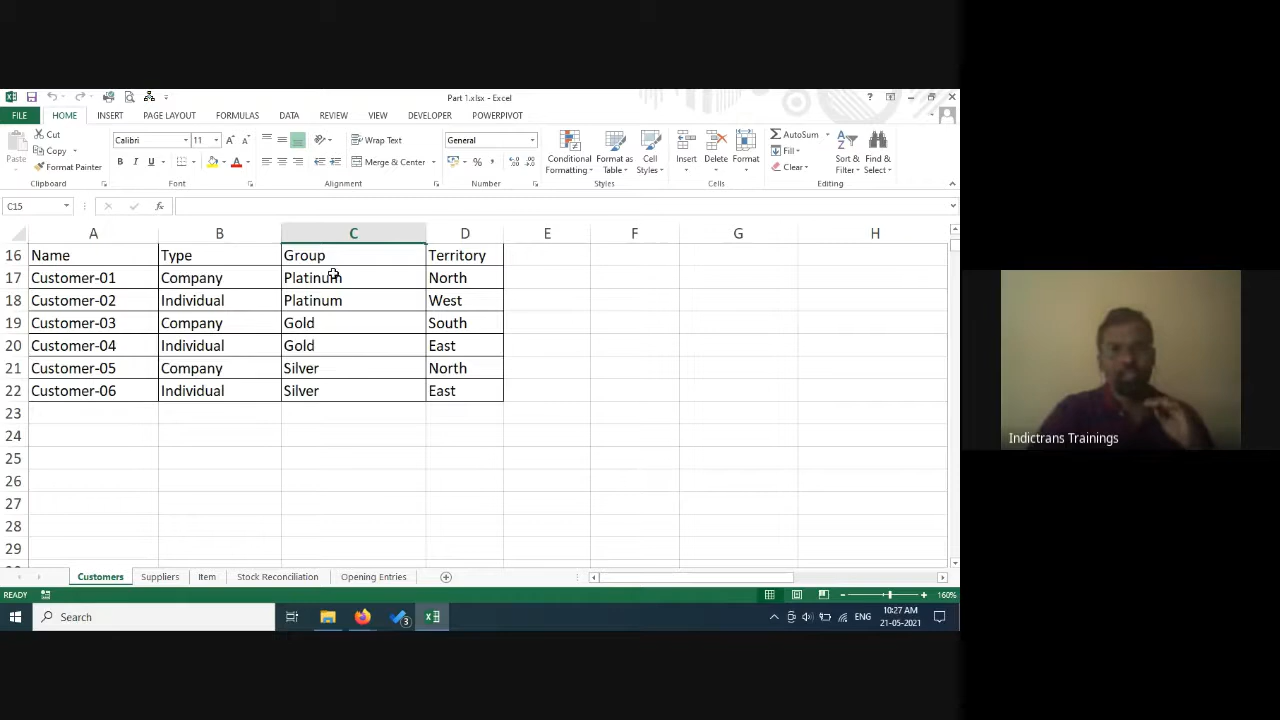 Part 1.xlsx - Excel
FILE HOME INSERT PAGE LAYOUT FORMULAS DATA REVIEW VIEW DEVELOPER POWERPIVOT
Paste Cut Copy Format Painter
Calibri 11
Wrap Text
Merge & Center
General
Conditional Formatting Format as Table Cell Styles
Insert Delete Format
AutoSum Fill Clear
Sort & Filter Find & Select
Clipboard Font Alignment Number Styles Cells Editing
C15
A B C D E F G H
16 Name Type Group Territory
17 Customer-01 Company Platinum North
18 Customer-02 Individual Platinum West
19 Customer-03 Company Gold South
20 Customer-04 Individual Gold East
21 Customer-05 Company Silver North
22 Customer-06 Individual Silver East
23
24
25
26
27
28
29
Customers Suppliers Item Stock Reconciliation Opening Entries
READY 160%
Search 3 ENG 10:27 AM
21-05-2021
Indictrans Trainings